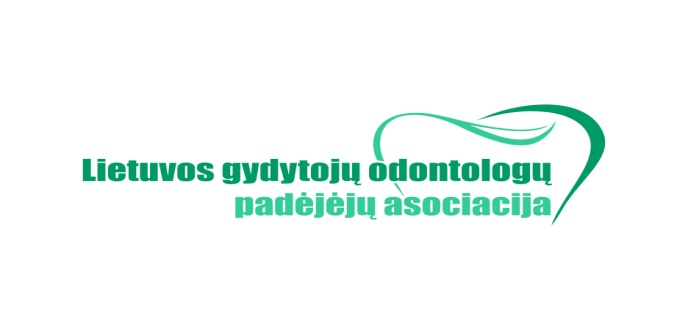 Lietuvos gydytojų odontologų
padėjėjų asociacija